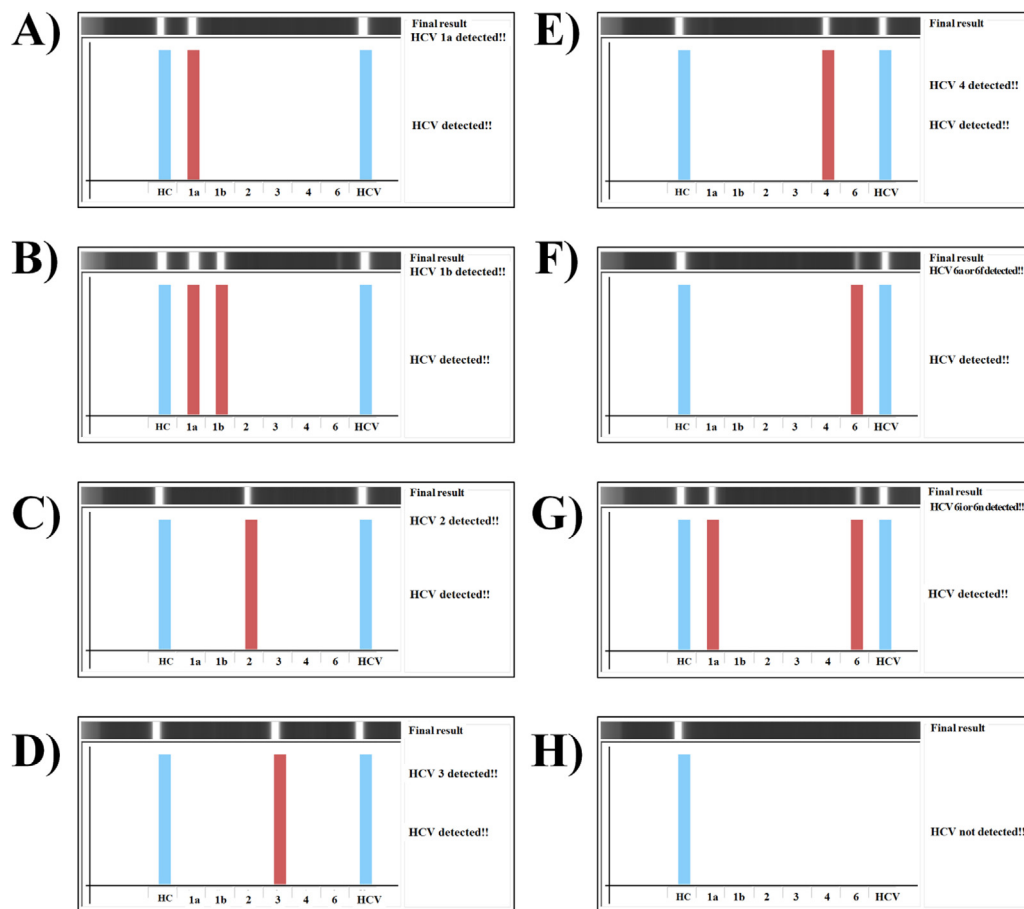 A)
Final result
HCV 1a detected!!
HCV detected!!
HC 1a 1b 2 3 4 6 HCV
B)
Final result
HCV 1b detected!!
HCV detected!!
HC 1a 1b 2 3 4 6 HCV
C)
Final result
HCV 2 detected!!
HCV detected!!
HC 1a 1b 2 3 4 6 HCV
D)
Final result
HCV 3 detected!!
HCV detected!!
HC 1a 1b 2 3 4 6 HCV
E)
Final result
HCV 4 detected!!
HCV detected!!
HC 1a 1b 2 3 4 6 HCV
F)
Final result
HCV 6a or 6f detected!!
HCV detected!!
HC 1a 1b 2 3 4 6 HCV
G)
Final result
HCV 6i or 6n detected!!
HCV detected!!
HC 1a 1b 2 3 4 6 HCV
H)
Final result
HCV not detected!!
HC 1a 1b 2 3 4 6 HCV